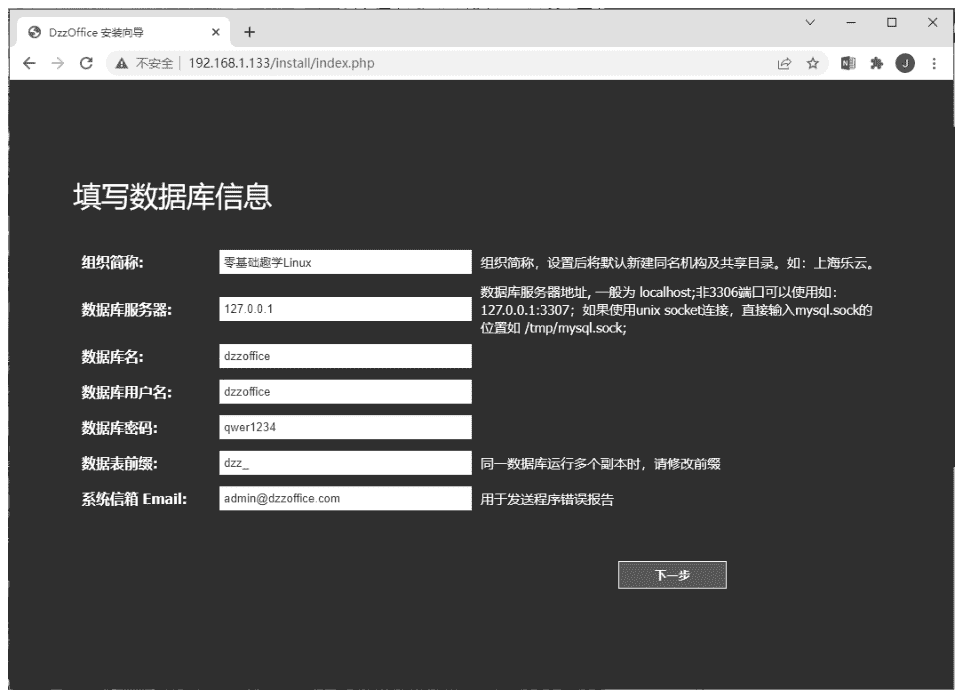 DzzOffice 安装向导
不安全 192.168.1.133/install/index.php
J
填写数据库信息
组织简称: 零基础趣学Linux 组织简称，设置后将默认新建同名机构及共享目录。如：上海乐云。
数据库服务器: 127.0.0.1 数据库服务器地址, 一般为 localhost;非3306端口可以使用如：
127.0.0.1:3307；如果使用unix socket连接，直接输入mysql.sock的
位置如 /tmp/mysql.sock;
数据库名: dzzoffice
数据库用户名: dzzoffice
数据库密码: qwer1234
数据表前缀: dzz_ 同一数据库运行多个副本时，请修改前缀
系统信箱 Email: admin@dzzoffice.com 用于发送程序错误报告
下一步